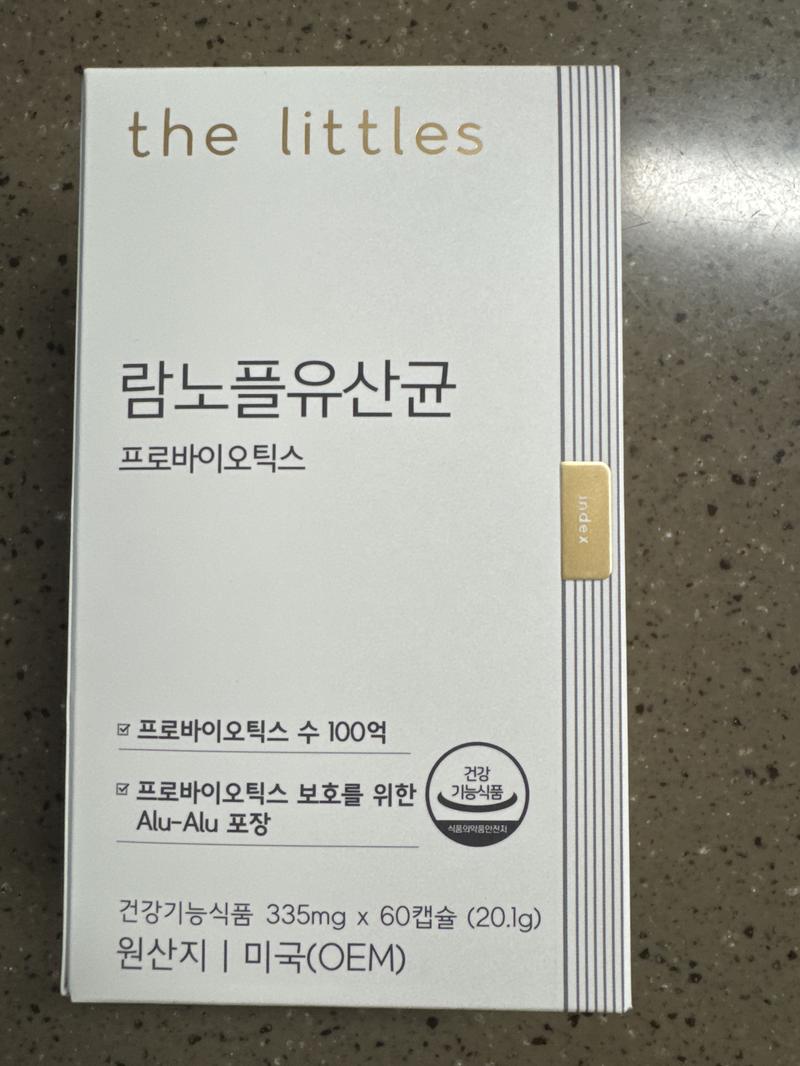 the littles
람노플유산균
프로바이오틱스
index
프로바이오틱스 수 100억
프로바이오틱스 보호를 위한
Alu-Alu 포장
건강
기능식품
식품의약품안전처
건강기능식품 335mg x 60캡슐 (20.1g)
원산지 | 미국(OEM)